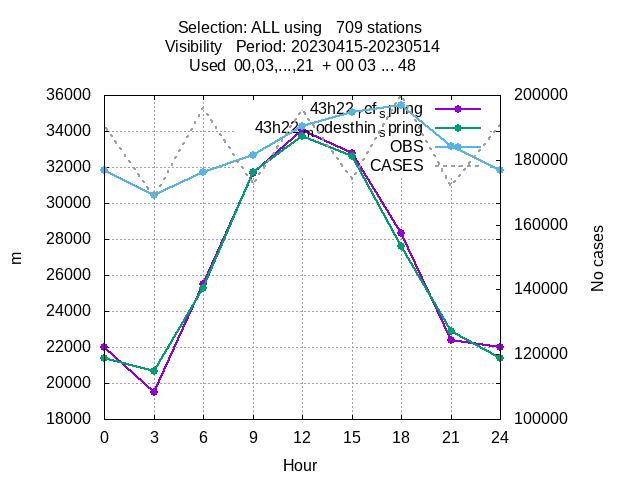 Selection: ALL using 709 stations
Visibility Period: 20230415-20230514
Used 00,03,...,21 + 00 03 ... 48
36000
34000
32000
30000
28000
26000
24000
22000
20000
18000
m
200000
180000
160000
140000
120000
100000
No cases
43h22_ref_spring
43h22_modesthin_spring
OBS
CASES
0 3 6 9 12 15 18 21 24
Hour